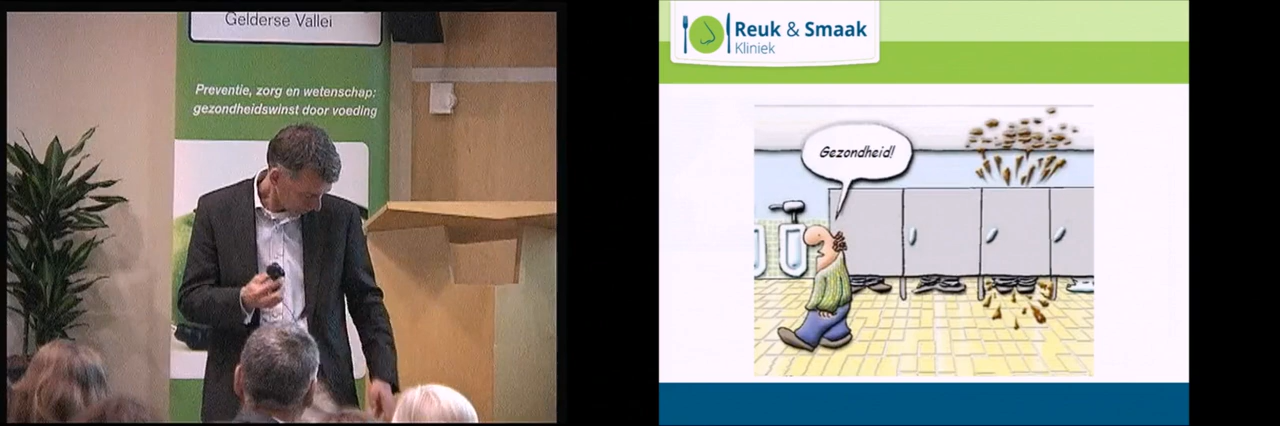 Gelderse Vallei
Preventie, zorg en wetenschap:
gezondheidswinst door voeding
Reuk & Smaak
Kliniek
Gezondheid!